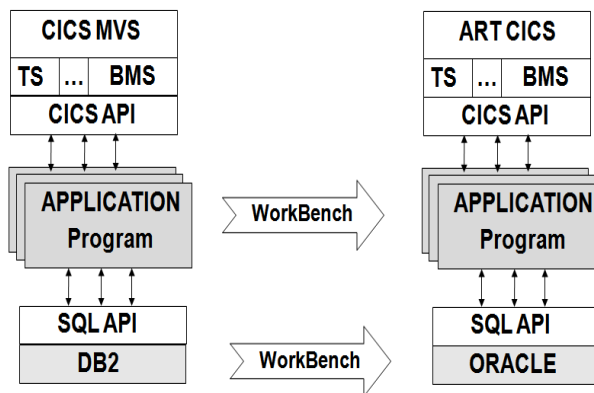 CICS MVS
TS ... BMS
CICS API
APPLICATION
Program
SQL API
DB2
WorkBench
WorkBench
ART CICS
TS ... BMS
CICS API
APPLICATION
Program
SQL API
ORACLE